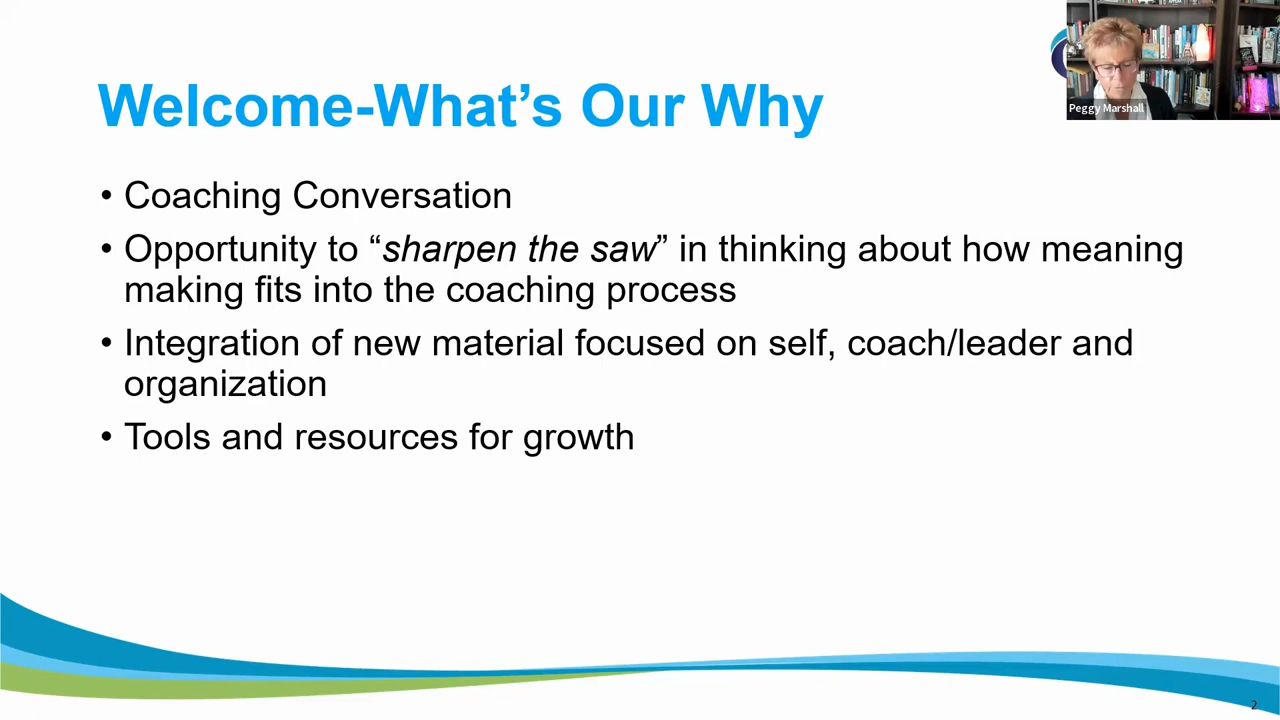 Welcome-What’s Our Why
Peggy Marshall
• Coaching Conversation
• Opportunity to “sharpen the saw” in thinking about how meaning
making fits into the coaching process
• Integration of new material focused on self, coach/leader and
organization
• Tools and resources for growth
2